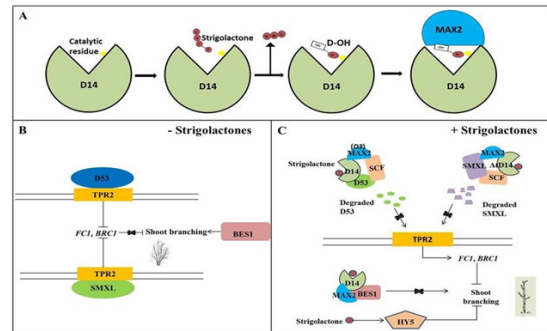 A
Catalytic
residue
D14
Strigolactone
D14
D-OH
D14
MAX2
D14
B
- Strigolactones
D53
TPR2
FC1, BRC1
Shoot branching
BES1
TPR2
SMXL
C
+ Strigolactones
(D3)
MAX2
Strigolactone
D14
SCF
D53
Degraded
D53
MAX2
SMXL
AtD14
SCF
Degraded
SMXL
TPR2
FC1, BRC1
D14
MAX2
BES1
Shoot
branching
Strigolactone
HY5